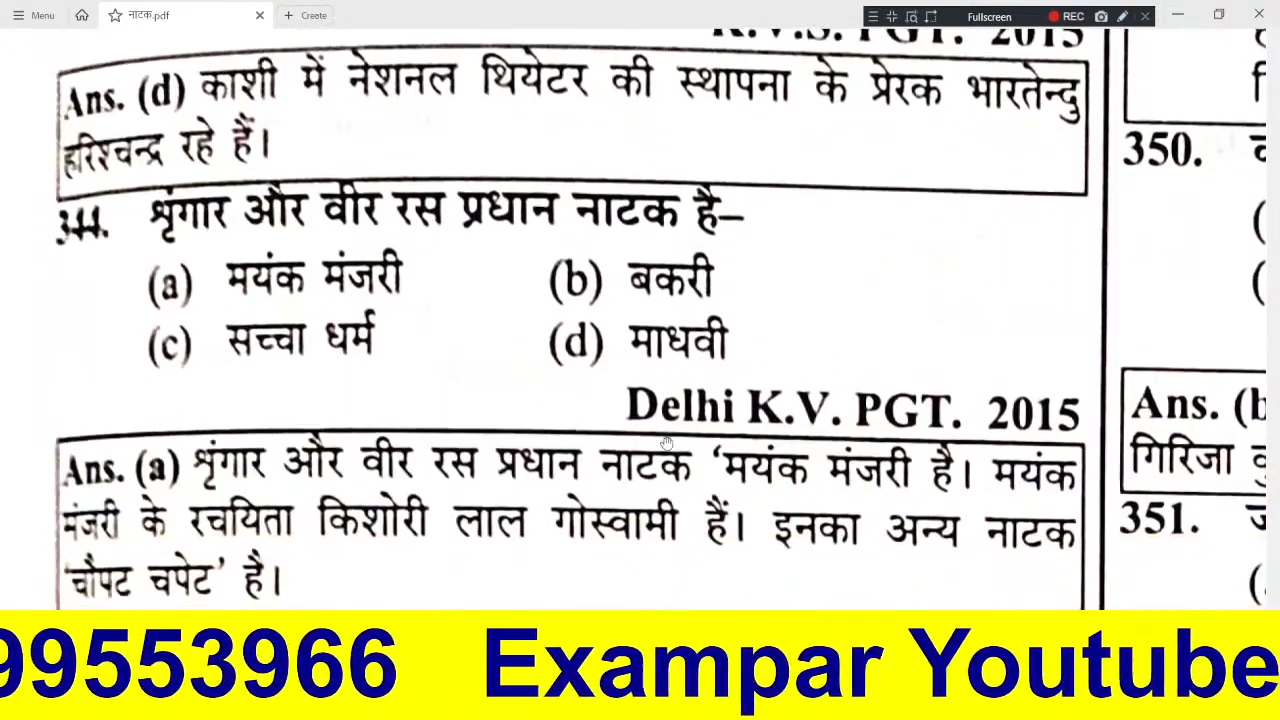 Menu
नाटक.pdf
Create
Fullscreen
REC
K.V.S. PGT. 2015
Ans. (d) काशी में नेशनल थियेटर की स्थापना के प्रेरक भारतेन्दु
हरिश्चन्द्र रहे हैं।
344. शृंगार और वीर रस प्रधान नाटक है–
(a) मयंक मंजरी (b) बकरी
(c) सच्चा धर्म (d) माधवी
Delhi K.V. PGT. 2015
Ans. (a) शृंगार और वीर रस प्रधान नाटक ‘मयंक मंजरी है। मयंक
मंजरी के रचयिता किशोरी लाल गोस्वामी हैं। इनका अन्य नाटक
‘चौपट चपेट’ है।
350.
(
(
Ans. (b
गिरिजा
351.
(
99553966 Exampar Youtube